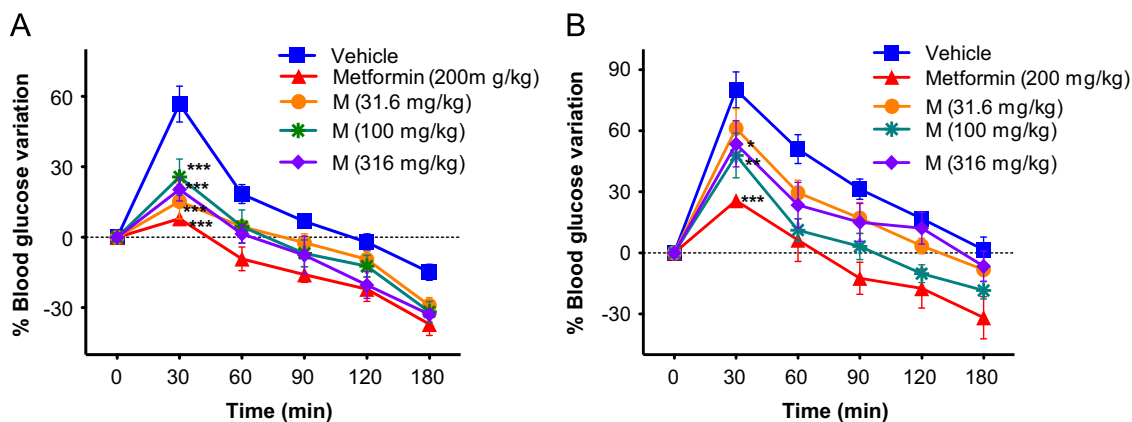 A
% Blood glucose variation
60
30
0
-30
0 30 60 90 120 180
Time (min)
Vehicle
Metformin (200m g/kg)
M (31.6 mg/kg)
M (100 mg/kg)
M (316 mg/kg)
***
***
***
***
B
% Blood glucose variation
90
60
30
0
-30
0 30 60 90 120 180
Time (min)
Vehicle
Metformin (200 mg/kg)
M (31.6 mg/kg)
M (100 mg/kg)
M (316 mg/kg)
*
**
***